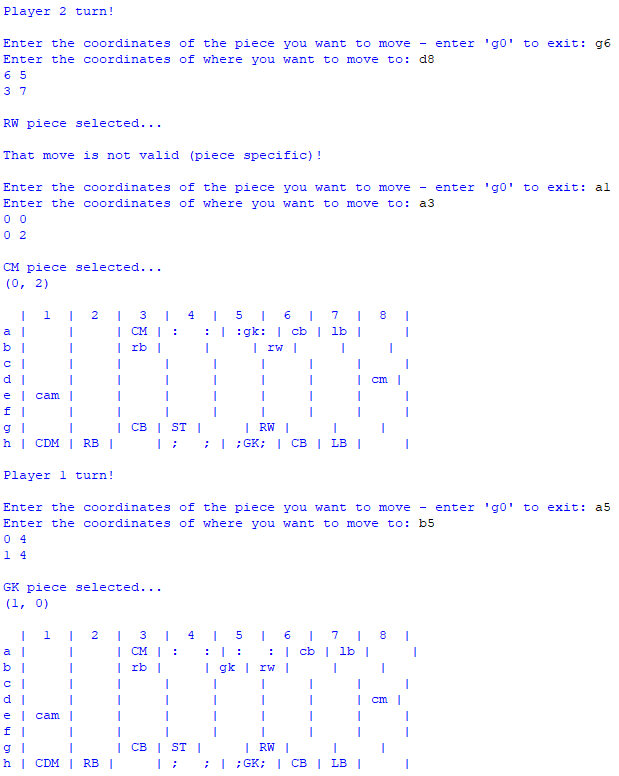 Player 2 turn!
Enter the coordinates of the piece you want to move - enter 'g0' to exit: g6
Enter the coordinates of where you want to move to: d8
6 5
3 7
RW piece selected...
That move is not valid (piece specific)!
Enter the coordinates of the piece you want to move - enter 'g0' to exit: a1
Enter the coordinates of where you want to move to: a3
0 0
0 2
CM piece selected...
(0, 2)
  |  1  |  2  |  3  |  4  |  5  |  6  |  7  |  8  |
a |     |     | CM | :   : | :gk: | cb | lb |     |
b |     |     | rb |     |     | rw |     |     |
c |     |     |     |     |     |     |     |     |
d |     |     |     |     |     |     |     | cm |
e | cam |     |     |     |     |     |     |     |
f |     |     |     |     |     |     |     |     |
g |     |     | CB | ST |     | RW |     |     |
h | CDM | RB |     | ;   ; | ;GK; | CB | LB |     |
Player 1 turn!
Enter the coordinates of the piece you want to move - enter 'g0' to exit: a5
Enter the coordinates of where you want to move to: b5
0 4
1 4
GK piece selected...
(1, 0)
  |  1  |  2  |  3  |  4  |  5  |  6  |  7  |  8  |
a |     |     | CM | :   : | :   : | cb | lb |     |
b |     |     | rb |     | gk | rw |     |     |
c |     |     |     |     |     |     |     |     |
d |     |     |     |     |     |     |     | cm |
e | cam |     |     |     |     |     |     |     |
f |     |     |     |     |     |     |     |     |
g |     |     | CB | ST |     | RW |     |     |
h | CDM | RB |     | ;   ; | ;GK; | CB | LB |     |